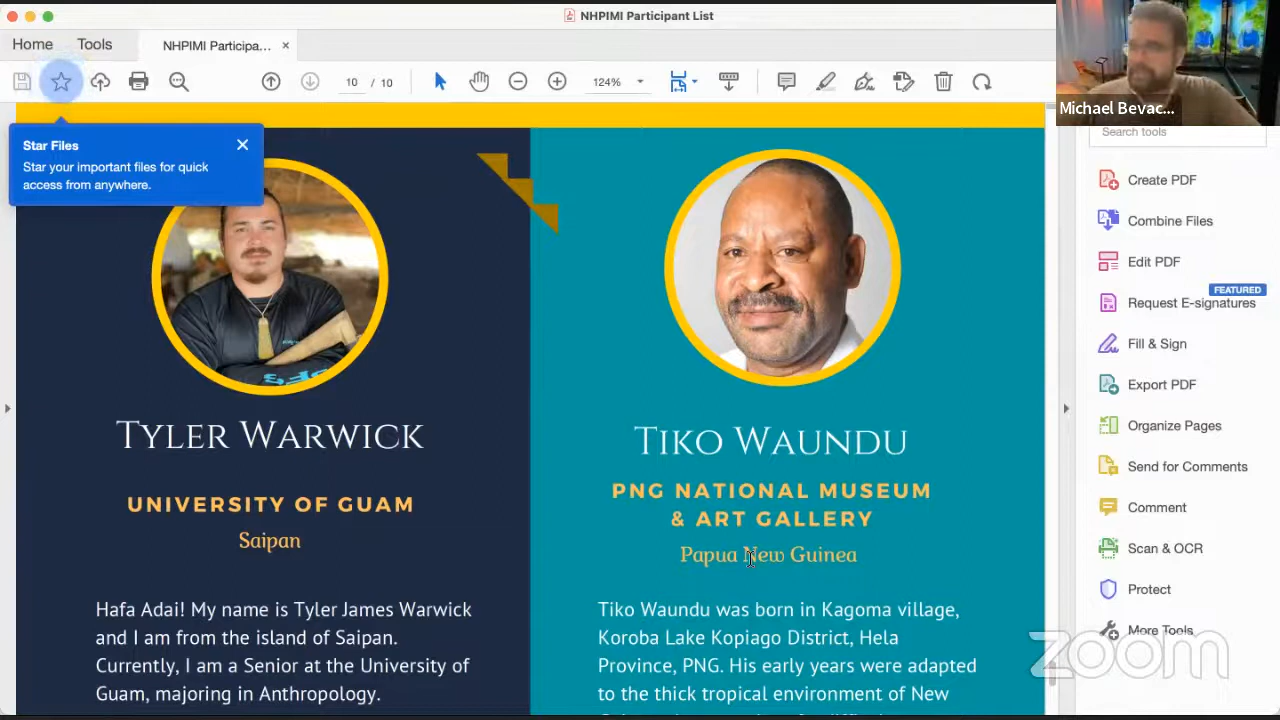 NHPIMI Participant List
Home
Tools
NHPIMI Participa... ×
10 / 10
124%
Michael Bevac...
Star Files
Star your important files for quick
access from anywhere.
Search tools
Create PDF
Combine Files
Edit PDF
FEATURED
Request E-signatures
Fill & Sign
Export PDF
Organize Pages
Send for Comments
Comment
Scan & OCR
Protect
More Tools
Tyler Warwick
UNIVERSITY OF GUAM
Saipan
Hafa Adai! My name is Tyler James Warwick
and I am from the island of Saipan.
Currently, I am a Senior at the University of
Guam, majoring in Anthropology.
Tiko Waundu
PNG NATIONAL MUSEUM
& ART GALLERY
Papua New Guinea
Tiko Waundu was born in Kagoma village,
Koroba Lake Kopiago District, Hela
Province, PNG. His early years were adapted
to the thick tropical environment of New
zoom